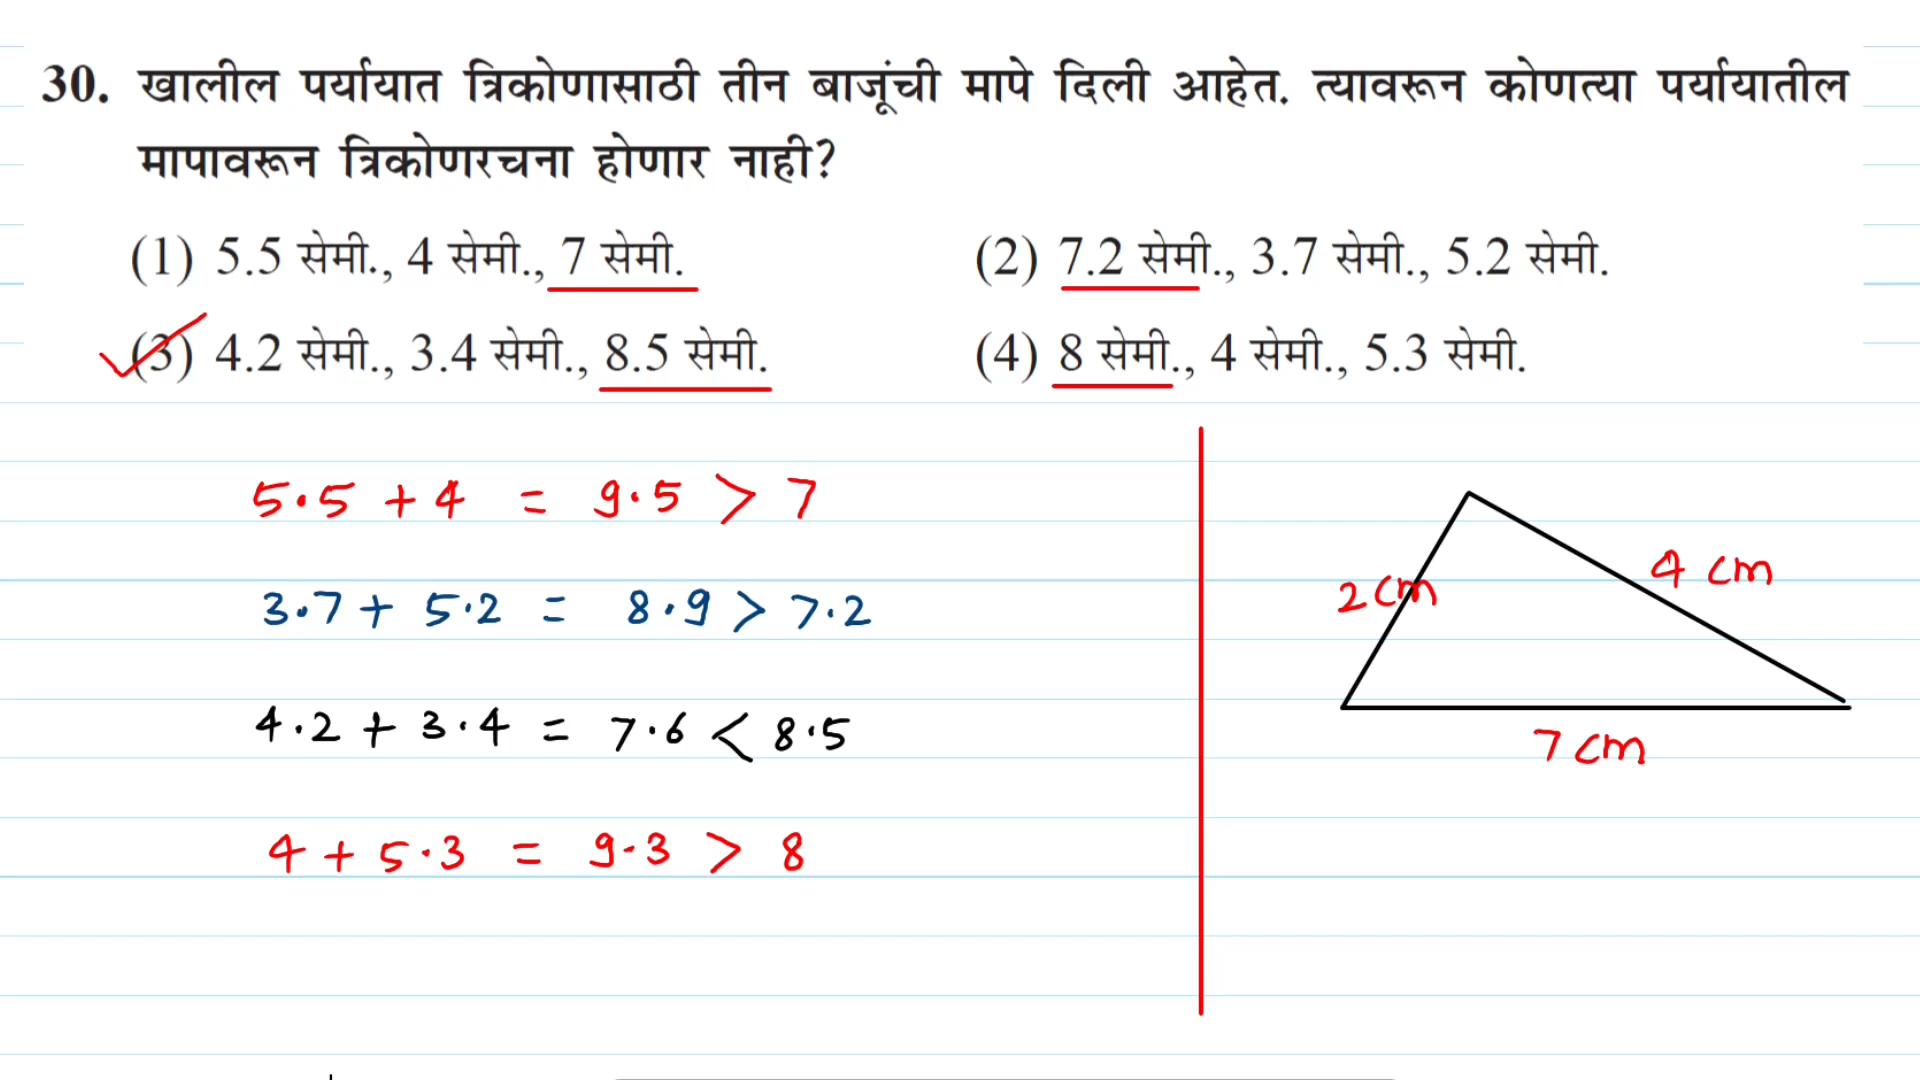 30. खालील पर्यायात त्रिकोणासाठी तीन बाजूंची मापे दिली आहेत. त्यावरून कोणत्या पर्यायातील
मापावरून त्रिकोणरचना होणार नाही?
(1) 5.5 सेमी., 4 सेमी., 7 सेमी.
(2) 7.2 सेमी., 3.7 सेमी., 5.2 सेमी.
(3) 4.2 सेमी., 3.4 सेमी., 8.5 सेमी.
(4) 8 सेमी., 4 सेमी., 5.3 सेमी.
5.5 + 4 = 9.5 > 7
3.7 + 5.2 = 8.9 > 7.2
4.2 + 3.4 = 7.6 < 8.5
4 + 5.3 = 9.3 > 8
2 cm
4 cm
7 cm